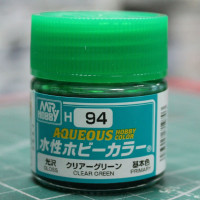 MR. HOBBY
H 94
AQUEOUS HOBBY COLOR
水性ホビーカラー
光沢 クリアーグリーン 基本色
GLOSS CLEAR GREEN PRIMARY